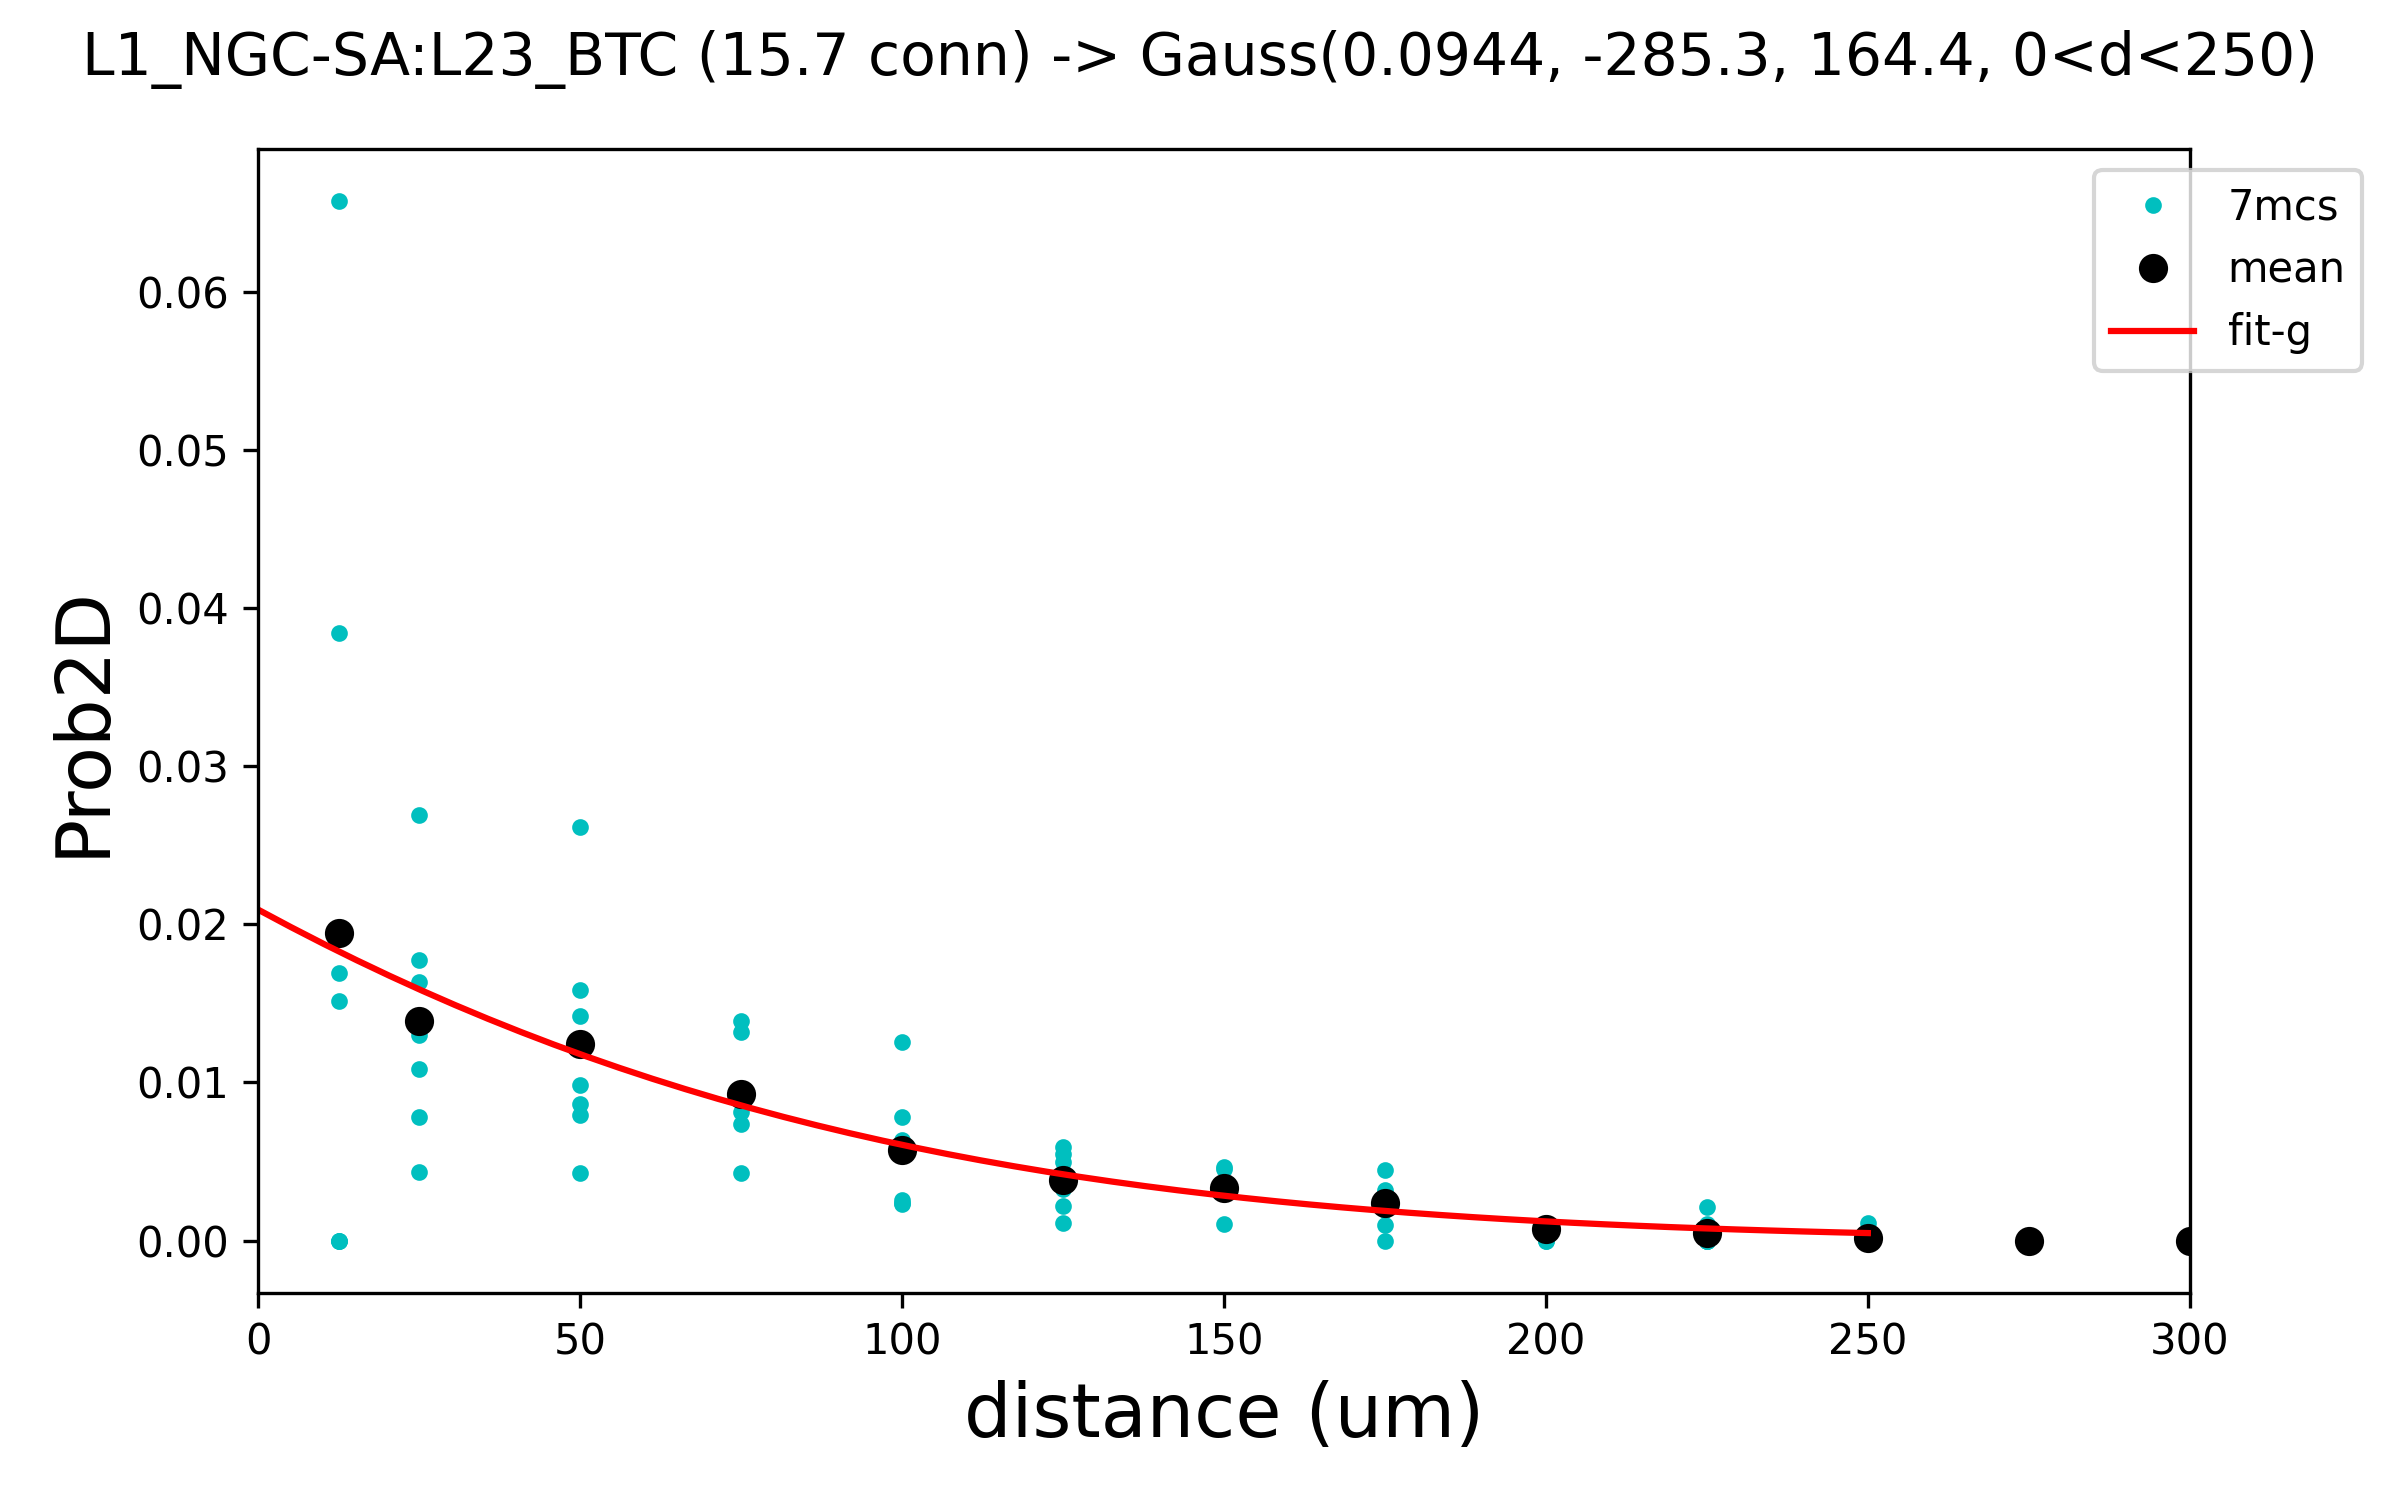 L1_NGC-SA:L23_BTC (15.7 conn) -> Gauss(0.0944, -285.3, 164.4, 0<d<250)
7mcs
mean
fit-g
0.06
0.05
0.04
0.03
0.02
0.01
0.00
Prob2D
0 50 100 150 200 250 300
distance (um)